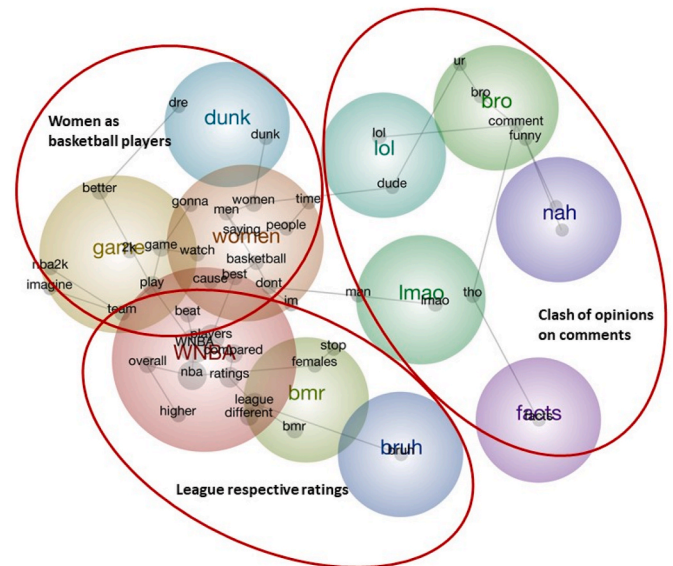 ur
bro
bro
comment
funny
dre
dunk
dunk
Women as
basketball players
lol
lol
dude
better
gonna
women
men
time
saying
people
women
nah
game
2k
game
watch
basketball
nba2k
imagine
play
cause
best
dont
man
lmao
lmao
tho
im
team
beat
Clash of opinions
on comments
players
WNBA
WNBA
compared
stop
overall
nba
ratings
females
bmr
league
different
higher
bmr
facts
facts
bruh
bruh
League respective ratings